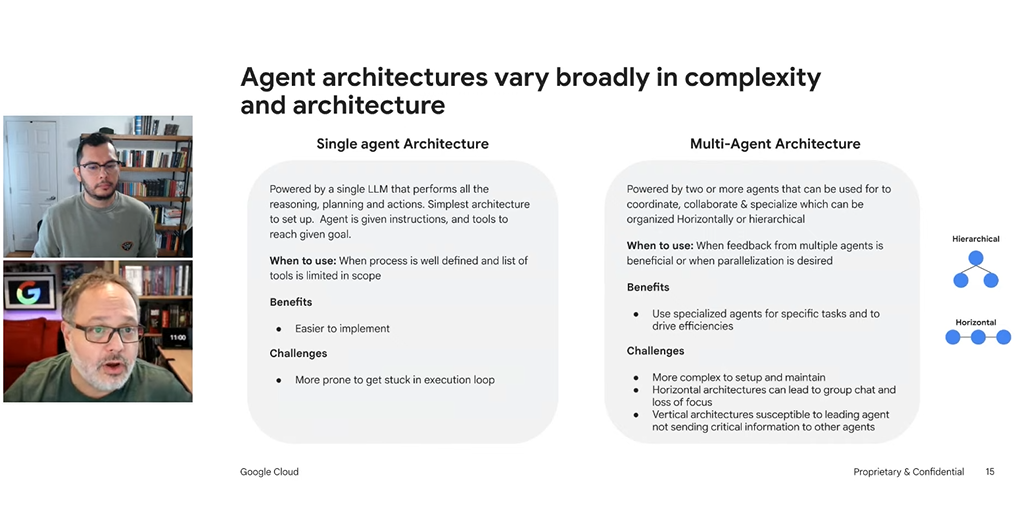 Agent architectures vary broadly in complexity
and architecture
Single agent Architecture
Powered by a single LLM that performs all the
reasoning, planning and actions. Simplest architecture
to set up. Agent is given instructions, and tools to
reach given goal.
When to use: When process is well defined and list of
tools is limited in scope
Benefits
● Easier to implement
Challenges
● More prone to get stuck in execution loop
Multi-Agent Architecture
Powered by two or more agents that can be used for to
coordinate, collaborate & specialize which can be
organized Horizontally or hierarchical
When to use: When feedback from multiple agents is
beneficial or when parallelization is desired
Benefits
● Use specialized agents for specific tasks and to
drive efficiencies
Challenges
● More complex to setup and maintain
● Horizontal architectures can lead to group chat and
loss of focus
● Vertical architectures susceptible to leading agent
not sending critical information to other agents
Hierarchical
Horizontal
G
11:00
Google Cloud
Proprietary & Confidential
15